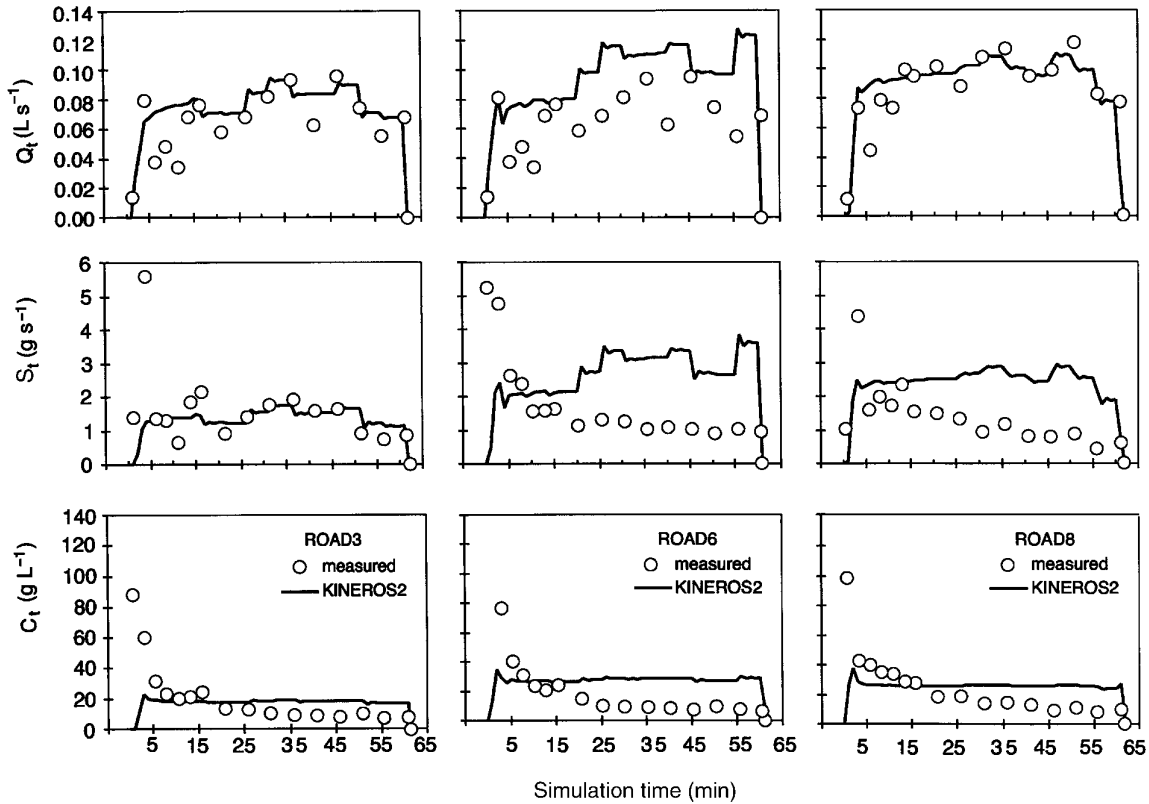 0.14
0.12
0.10
0.08
0.06
0.04
0.02
0.00
Qt (L s⁻¹)
6
5
4
3
2
1
0
St (g s⁻¹)
140
120
100
80
60
40
20
0
Ct (g L⁻¹)
ROAD3
measured
KINEROS2
ROAD6
measured
KINEROS2
ROAD8
measured
KINEROS2
5 15 25 35 45 55 65
5 15 25 35 45 55 65
5 15 25 35 45 55 65
Simulation time (min)